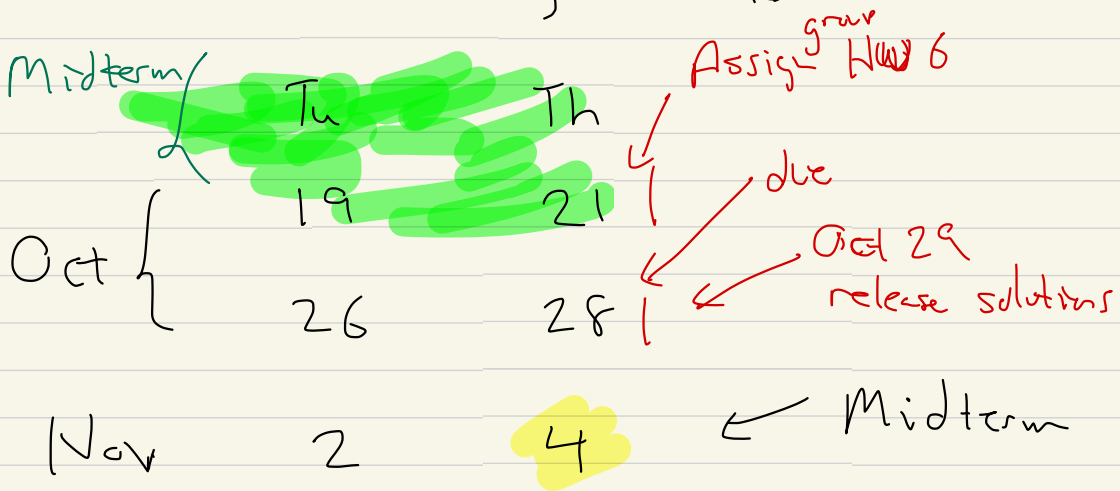 group
Assign HW 6
Midterm
Tu Th
due
19 21
Oct
Oct 29
release solutions
26 28
Midterm
Nov 2 4